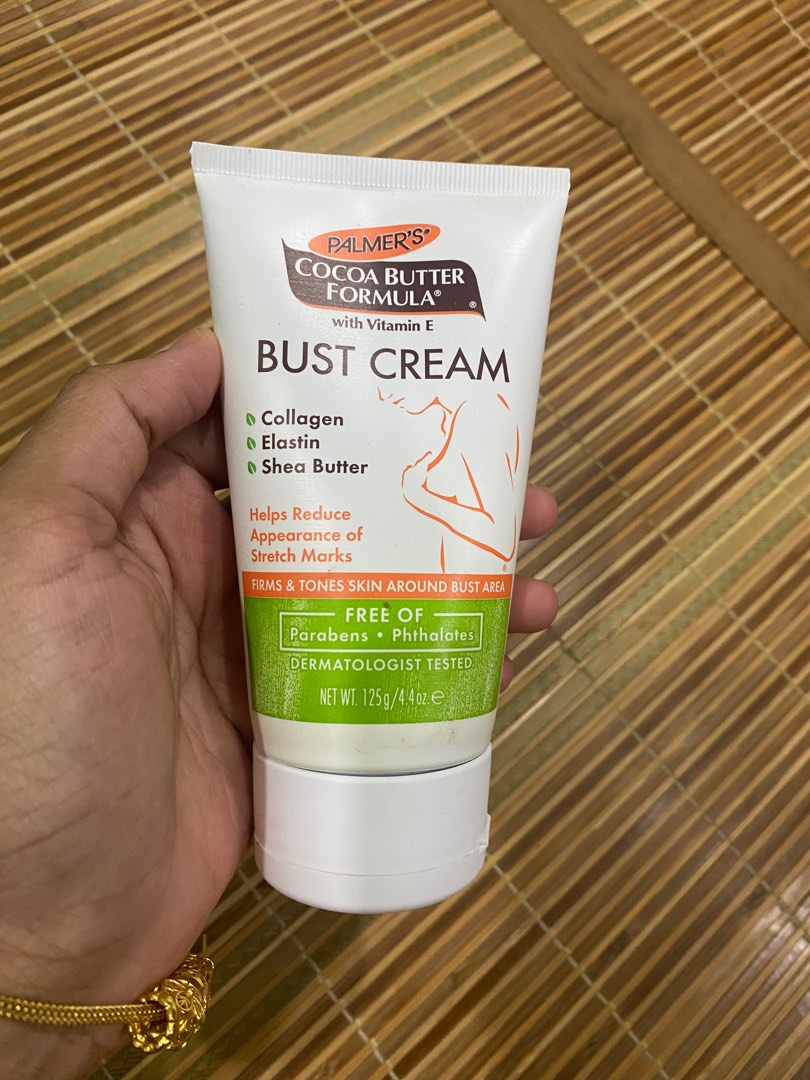 PALMER'S®
COCOA BUTTER
FORMULA®
®
with Vitamin E
BUST CREAM
Collagen
Elastin
Shea Butter
Helps Reduce
Appearance of
Stretch Marks
FIRMS & TONES SKIN AROUND BUST AREA
FREE OF
Parabens • Phthalates
DERMATOLOGIST TESTED
NET WT. 125g/4.4oz. ℮